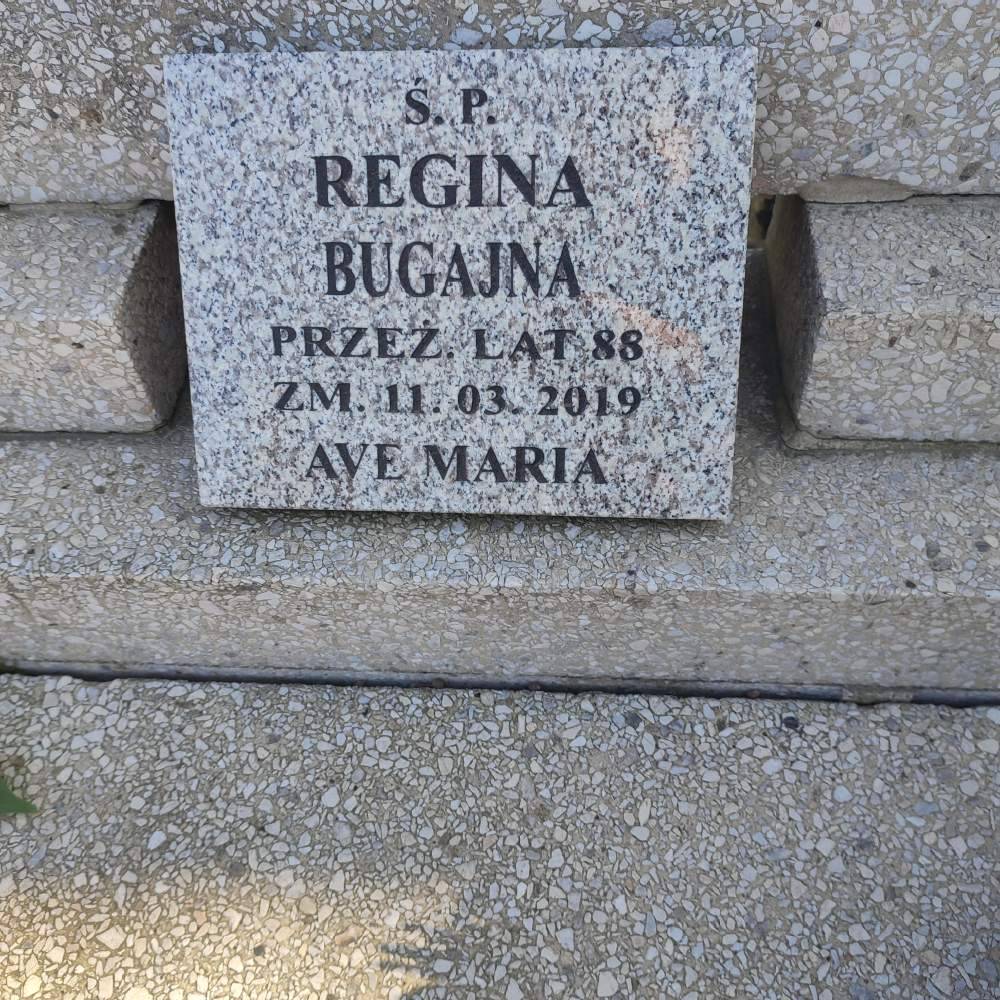 Ś. P.
REGINA
BUGAJNA
PRZEŻ. LAT 88
ZM. 11. 03. 2019
AVE MARIA